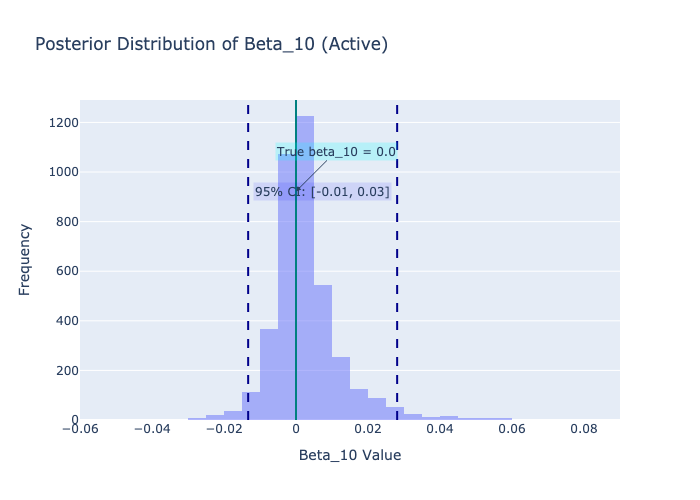 Posterior Distribution of Beta_10 (Active)
1200
1000
800
600
400
200
0
Frequency
True beta_10 = 0.0
95% CI: [-0.01, 0.03]
−0.06 −0.04 −0.02 0 0.02 0.04 0.06 0.08
Beta_10 Value